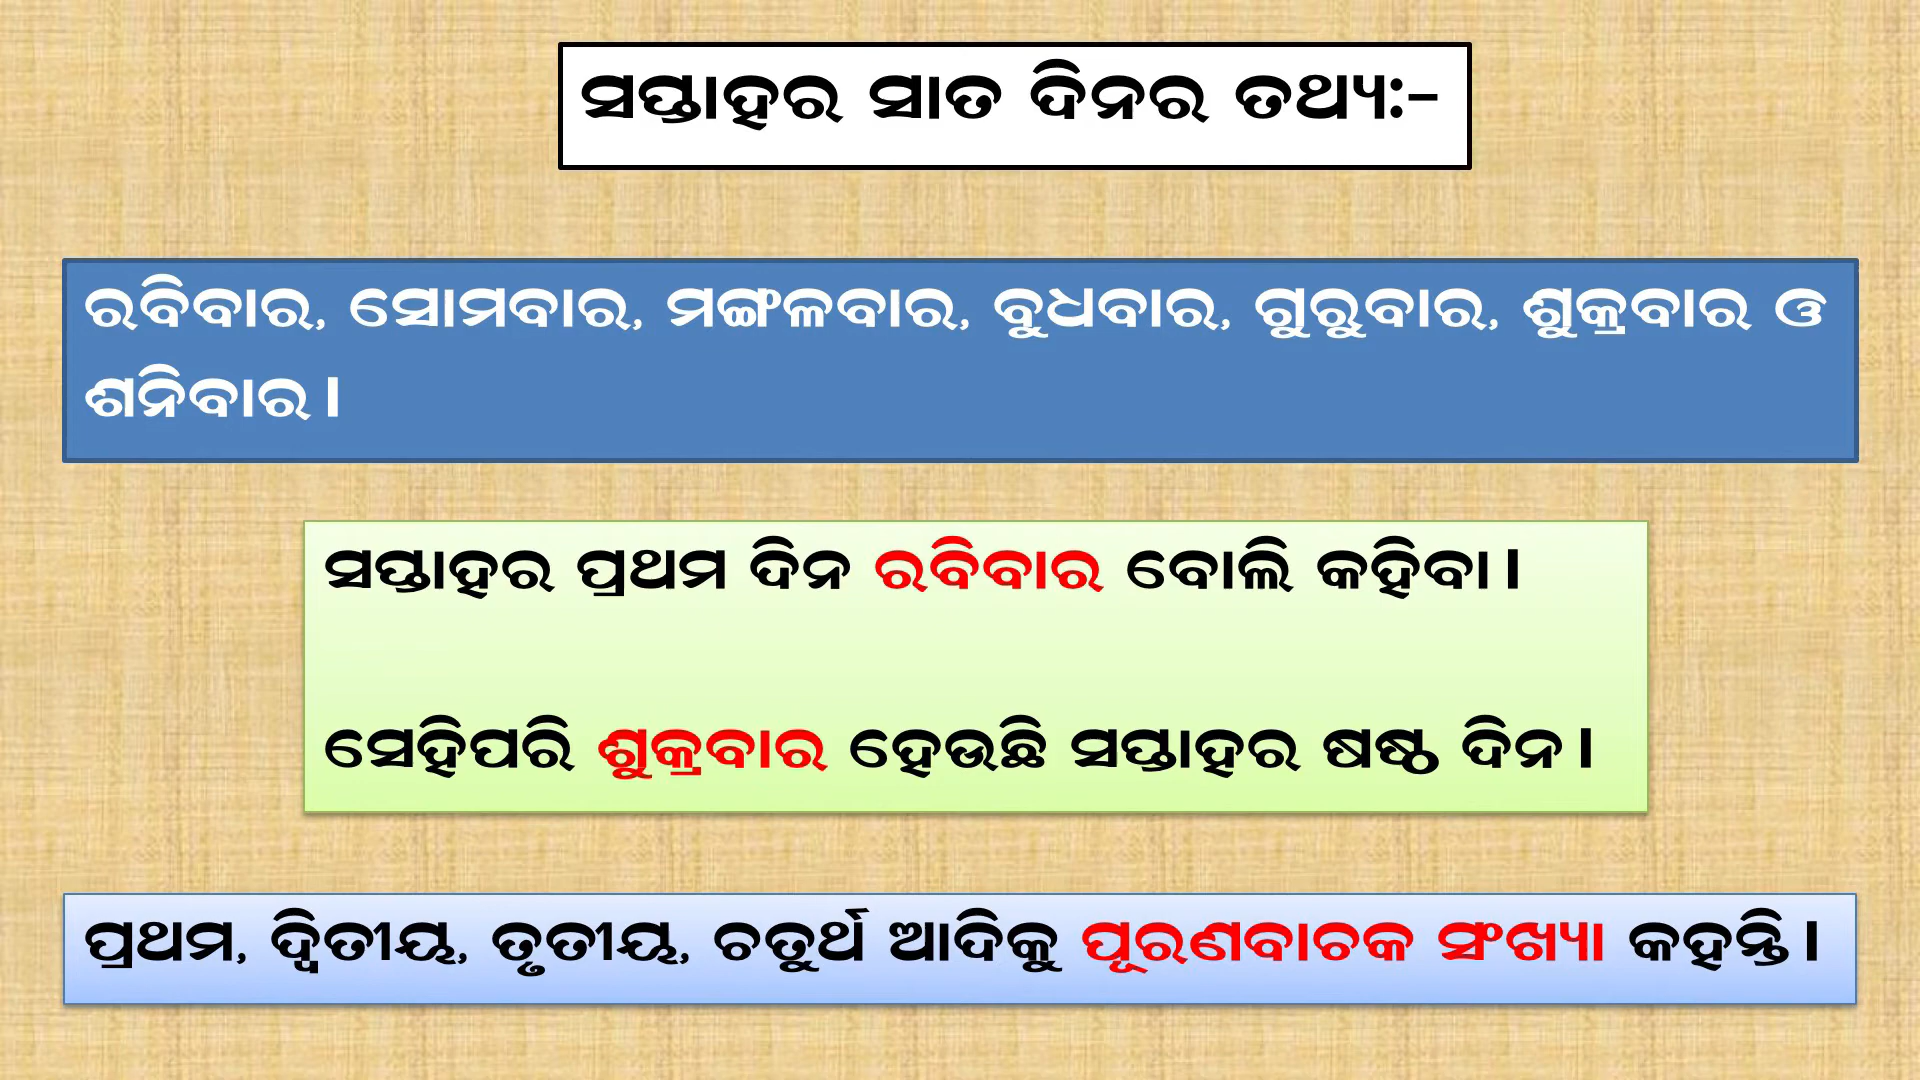 ସପ୍ତାହର ସାତ ଦିନର ତଥ୍ୟ:-
ରବିବାର, ସୋମବାର, ମଙ୍ଗଳବାର, ବୁଧବାର, ଗୁରୁବାର, ଶୁକ୍ରବାର ଓ
ଶନିବାର।
ସପ୍ତାହର ପ୍ରଥମ ଦିନ ରବିବାର ବୋଲି କହିବା।
ସେହିପରି ଶୁକ୍ରବାର ହେଉଛି ସପ୍ତାହର ଷଷ୍ଠ ଦିନ।
ପ୍ରଥମ, ଦ୍ଵିତୀୟ, ତୃତୀୟ, ଚତୁର୍ଥ ଆଦିକୁ ପୂରଣବାଚକ ସଂଖ୍ୟା କହନ୍ତି।